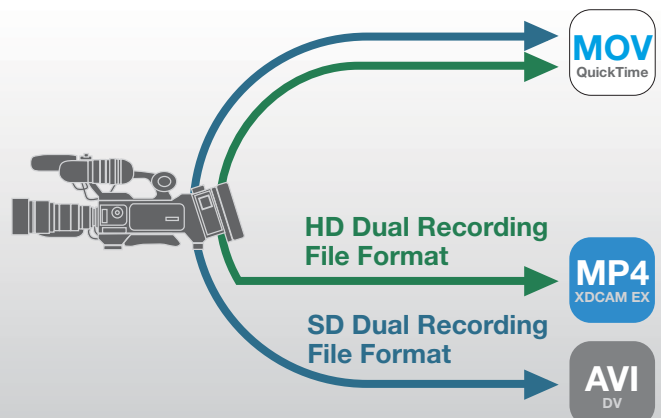 MOV
QuickTime
HD Dual Recording
File Format
MP4
XDCAM EX
SD Dual Recording
File Format
AVI
DV